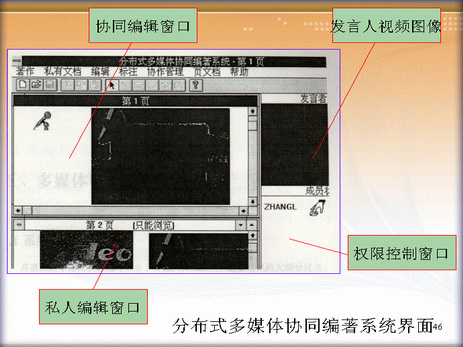 协同编辑窗口
发言人视频图像
分布式多媒体协同编著系统 - 第 1 页
著作 私有文档 编辑 标注 协作管理 页文档 帮助
第 1 页
发言者
成员
ZHANGL
第 2 页 (只能浏览)
权限控制窗口
私人编辑窗口
分布式多媒体协同编著系统界面
46